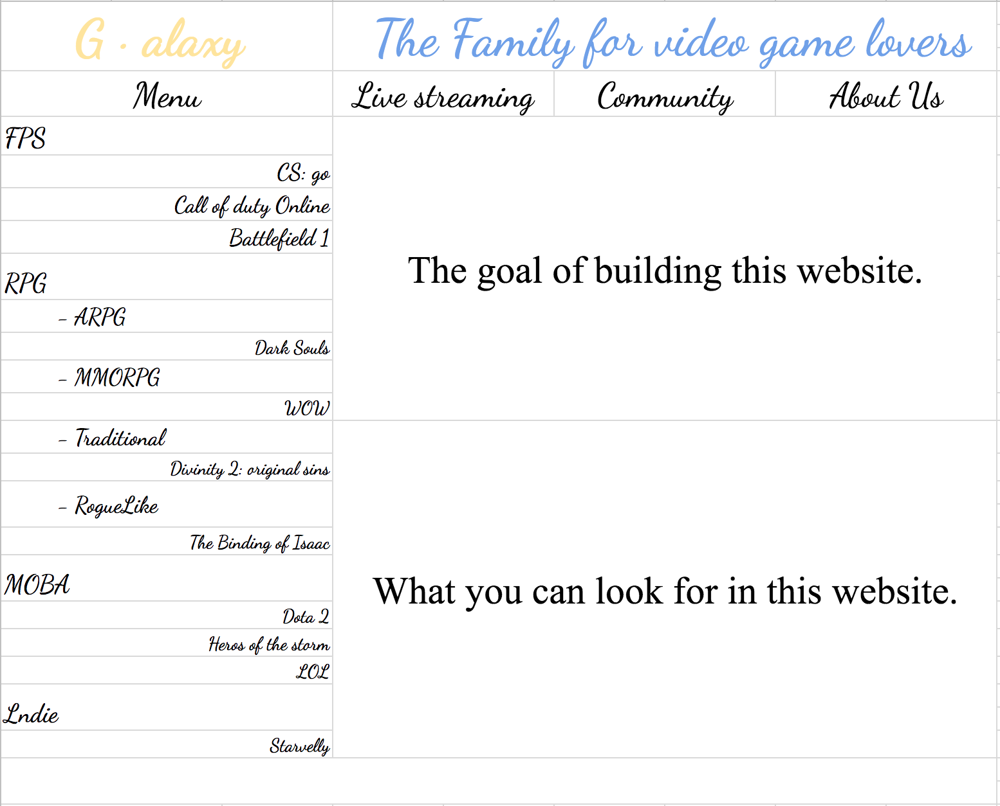 G · alaxy
The Family for video game lovers
Menu
Live streaming
Community
About Us
FPS
CS: go
Call of duty Online
Battlefield 1
RPG
- ARPG
Dark Souls
- MMORPG
WOW
- Traditional
Divinity 2: original sins
- RogueLike
The Binding of Isaac
MOBA
Dota 2
Heros of the storm
LOL
Lndie
Starvelly
The goal of building this website.
What you can look for in this website.